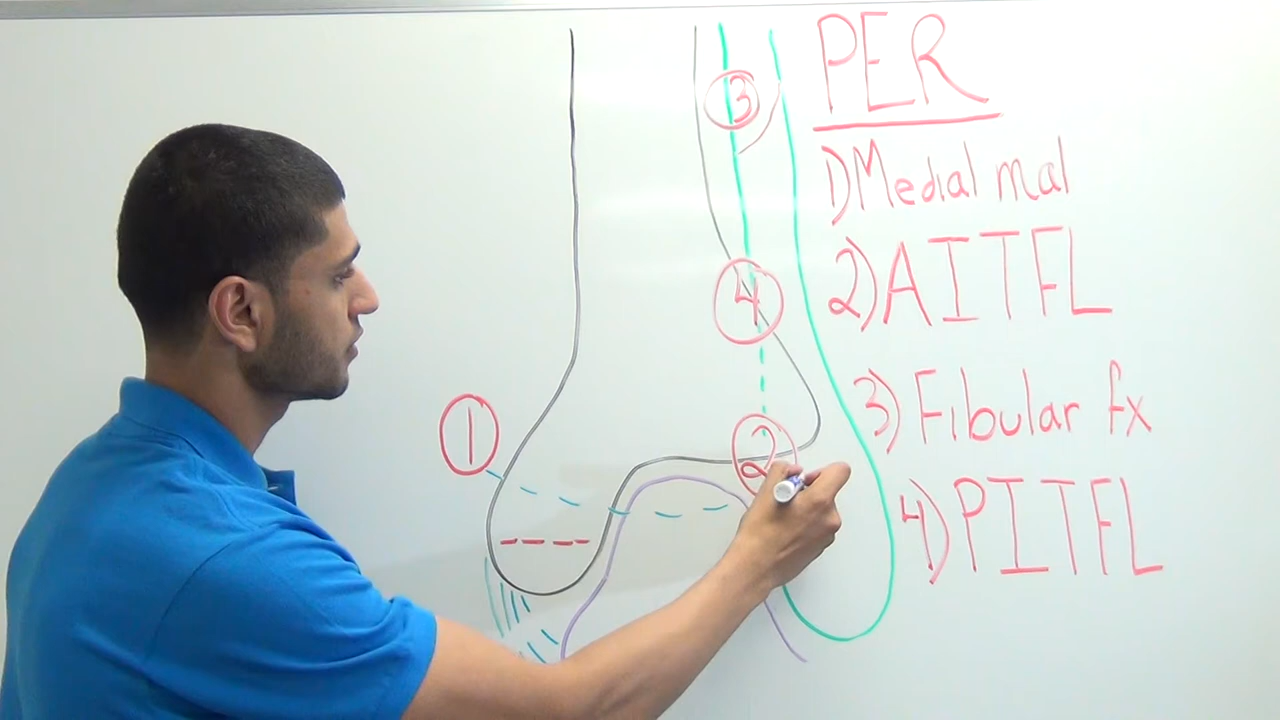 PER
1) Medial mal
2) AITFL
3) Fibular fx
4) PITFL
3
4
1
2